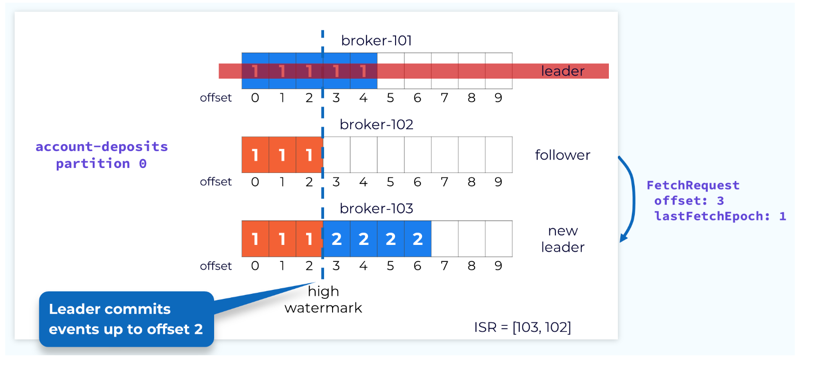 broker-101
1 1 1 1 1 leader
offset 0 1 2 3 4 5 6 7 8 9
broker-102
account-deposits
partition 0
1 1 1 follower
offset 0 1 2 3 4 5 6 7 8 9
FetchRequest
offset: 3
lastFetchEpoch: 1
broker-103
1 1 1 2 2 2 2 new
leader
offset 0 1 2 3 4 5 6 7 8 9
high
watermark
Leader commits
events up to offset 2
ISR = [103, 102]